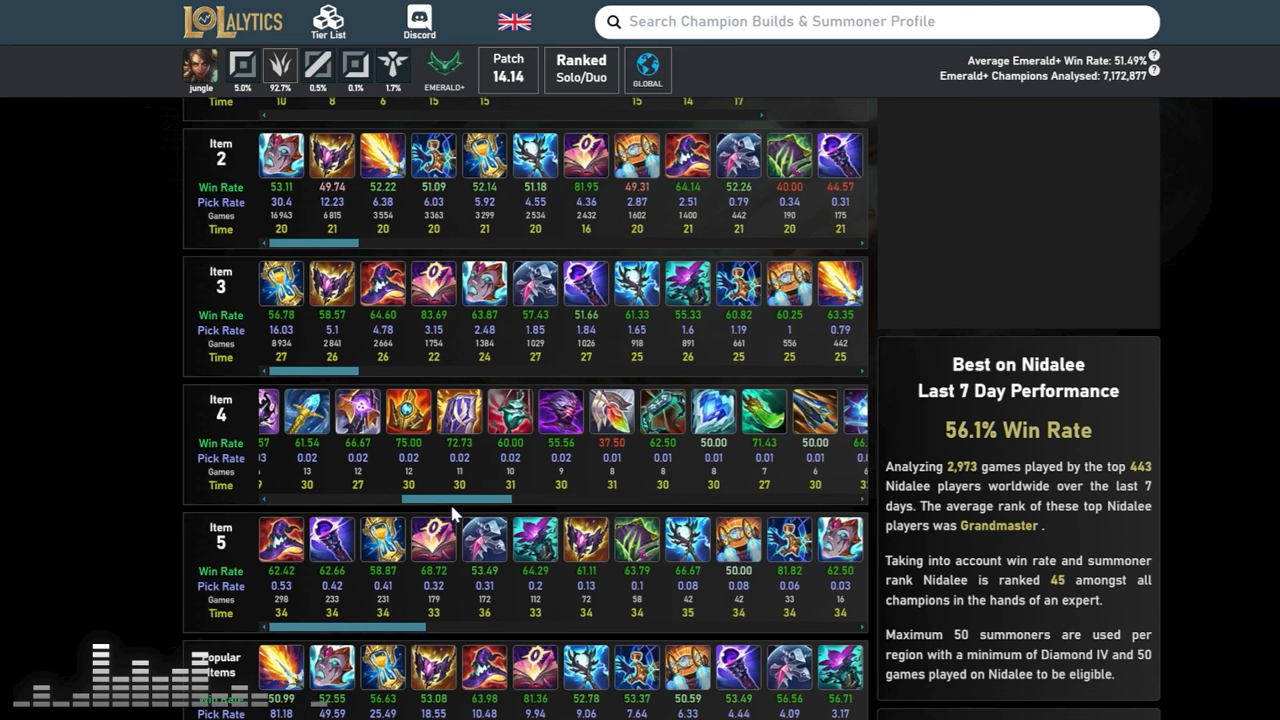 LOLALYTICS
Tier List
Discord
Search Champion Builds & Summoner Profile
jungle
5.0%
92.7%
0.5%
0.1%
1.7%
EMERALD+
Patch
14.14
Ranked
Solo/Duo
GLOBAL
Average Emerald+ Win Rate: 51.49% ?
Emerald+ Champions Analysed: 7,172,877 ?
Time 10 8 6 15 15 15 14 17
Item
2
Win Rate 53.11 49.74 52.22 51.09 52.14 51.18 81.95 49.31 64.14 52.26 40.00 44.57
Pick Rate 30.4 12.23 6.38 6.03 5.92 4.55 4.36 2.87 2.51 0.79 0.34 0.31
Games 16943 6815 3554 3363 3299 2534 2432 1602 1400 442 190 175
Time 20 21 20 20 21 20 16 20 21 20 20 21
Item
3
Win Rate 56.78 58.57 64.60 83.69 63.87 57.43 51.66 61.33 55.33 60.82 60.25 63.35
Pick Rate 16.03 5.1 4.78 3.15 2.48 1.85 1.84 1.65 1.6 1.19 1 0.79
Games 8934 2841 2664 1754 1384 1029 1026 918 891 661 556 442
Time 27 26 26 22 24 27 27 25 26 25 25 25
Item
4
Win Rate 57 61.54 66.67 75.00 72.73 60.00 55.56 37.50 62.50 50.00 71.43 50.00 66.
Pick Rate 0.02 0.02 0.02 0.02 0.02 0.02 0.01 0.01 0.01 0.01 0.01 0.0
Games 13 12 12 11 10 9 8 8 8 7 6 6
Time 9 30 27 30 30 31 30 31 30 30 27 30
Item
5
Win Rate 62.42 62.66 58.87 68.72 53.49 64.29 61.11 63.79 66.67 50.00 81.82 62.50
Pick Rate 0.53 0.42 0.41 0.32 0.31 0.2 0.13 0.1 0.08 0.08 0.06 0.03
Games 298 233 231 179 172 112 72 58 42 42 33 16
Time 34 34 34 33 36 33 34 34 35 34 34 34
Popular
Items
Win Rate 50.99 52.55 56.63 53.08 63.98 81.36 52.78 53.37 50.59 53.49 56.56 56.71
Pick Rate 81.18 49.59 25.49 18.55 10.48 9.94 9.06 7.64 6.33 4.44 4.09 3.17
Best on Nidalee
Last 7 Day Performance
56.1% Win Rate
Analyzing 2,973 games played by the top 443
Nidalee players worldwide over the last 7
days. The average rank of these top Nidalee
players was Grandmaster .
Taking into account win rate and summoner
rank Nidalee is ranked 45 amongst all
champions in the hands of an expert.
Maximum 50 summoners are used per
region with a minimum of Diamond IV and 50
games played on Nidalee to be eligible.